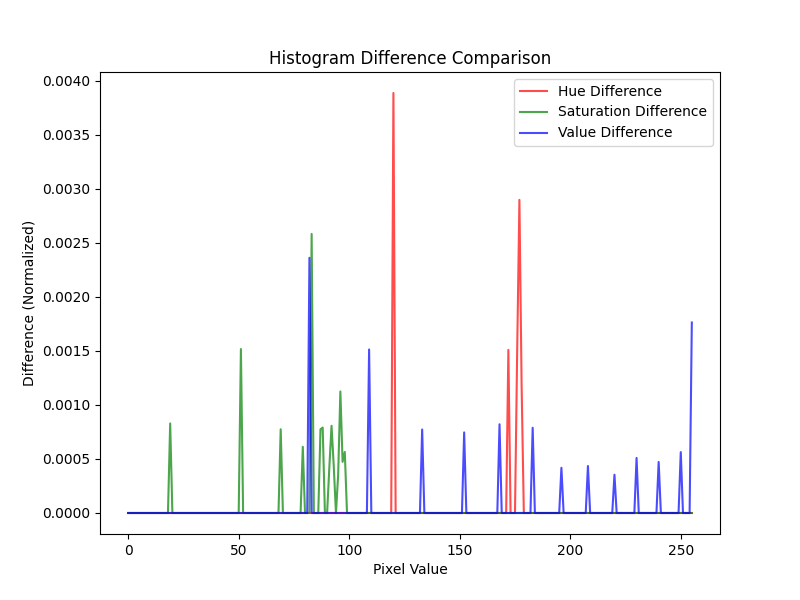 Histogram Difference Comparison
Hue Difference
Saturation Difference
Value Difference
Difference (Normalized)
0.0040
0.0035
0.0030
0.0025
0.0020
0.0015
0.0010
0.0005
0.0000
0 50 100 150 200 250
Pixel Value